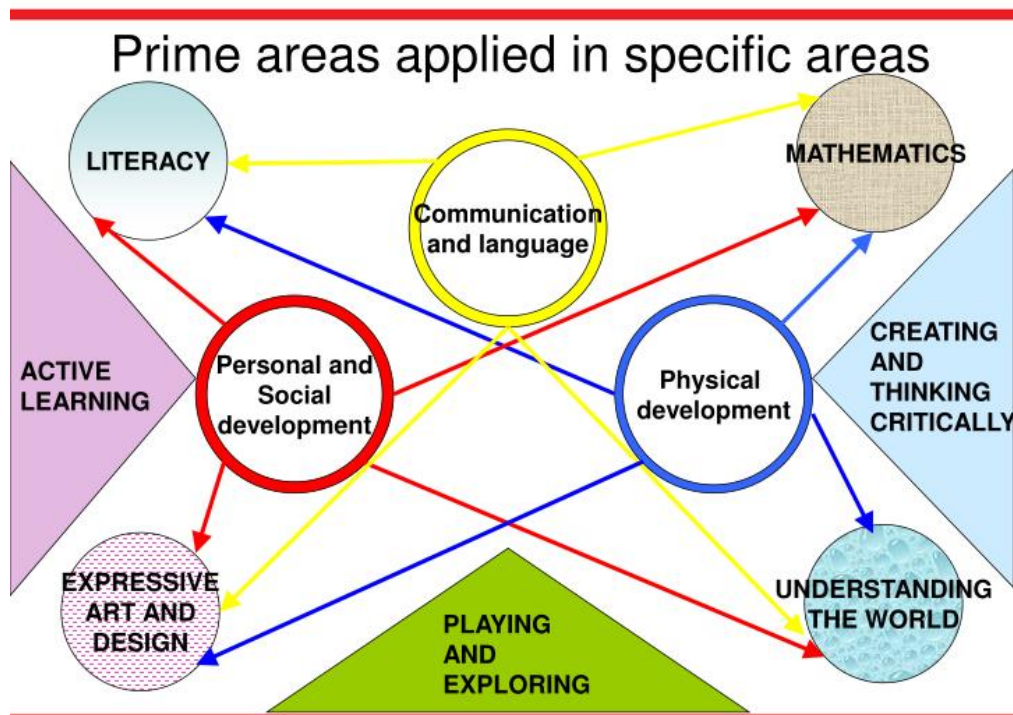 Prime areas applied in specific areas
LITERACY
MATHEMATICS
Communication
and language
ACTIVE
LEARNING
Personal and
Social
development
Physical
development
CREATING
AND
THINKING
CRITICALLY
EXPRESSIVE
ART AND
DESIGN
PLAYING
AND
EXPLORING
UNDERSTANDING
THE WORLD